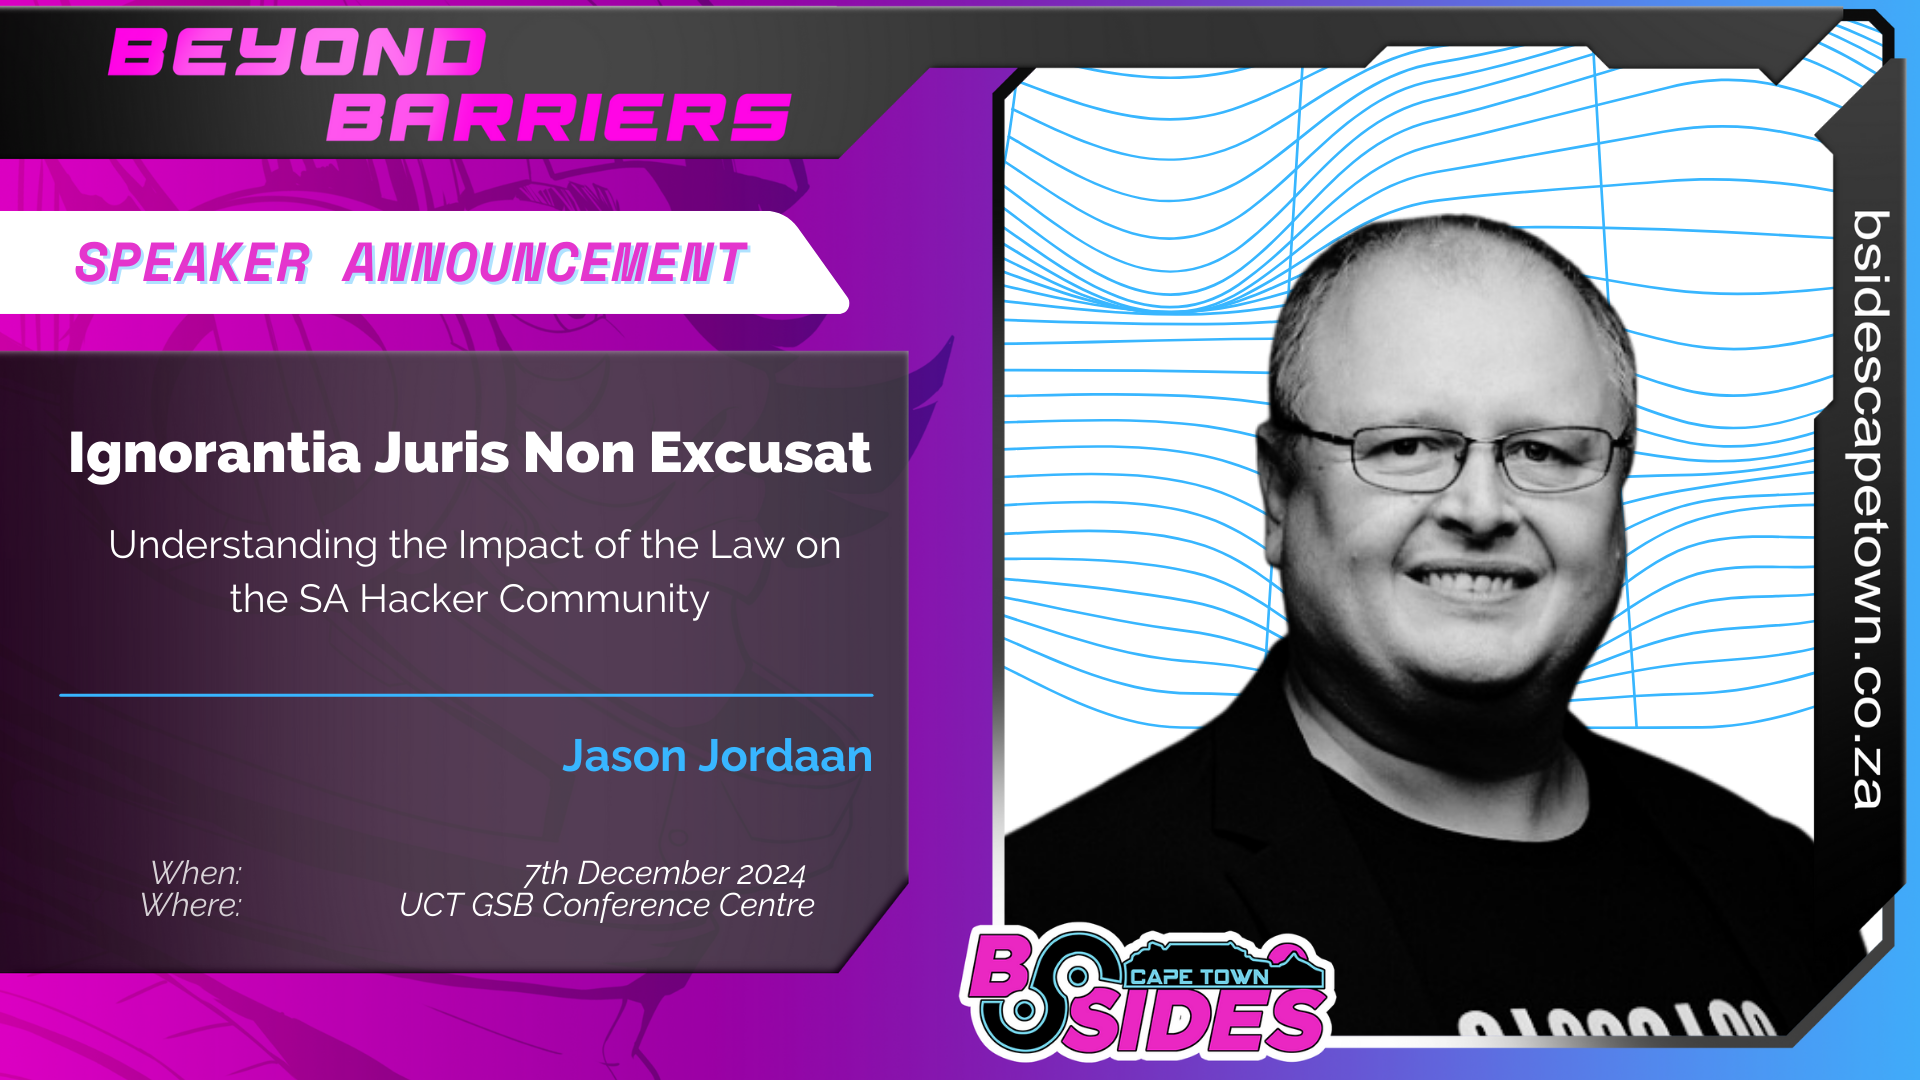 BEYOND
BARRIERS
SPEAKER ANNOUNCEMENT
Ignorantia Juris Non Excusat
Understanding the Impact of the Law on
the SA Hacker Community
Jason Jordaan
When: 7th December 2024
Where: UCT GSB Conference Centre
bsidescapetown.co.za
CAPE TOWN
BSIDES